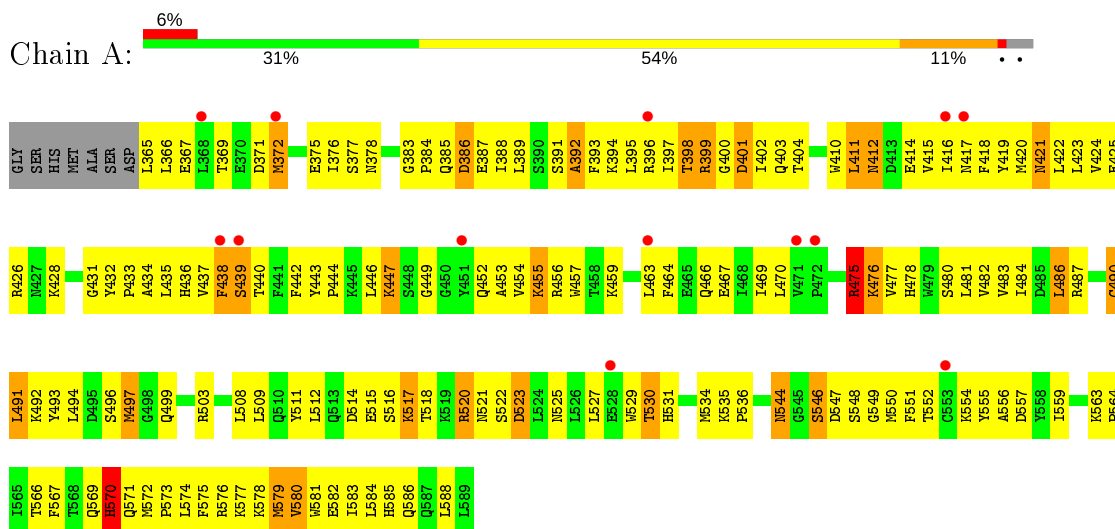 6%
Chain A:
31% 54% 11%
GLY SER HIS MET ALA SER ASP L365 L366 E367 L368 T369 E370 D371 M372 E375 I376 S377 N378 G383 P384 Q385 D386 E387 I388 L389 S390 S391 A392 F393 K394 L395 R396 I397 T398 R399 G400 D401 I402 Q403 T404 W410 L411 N412 D413 E414 V415 I416 N417 F418 Y419 M420 N421 L422 L423 V424 E425
R426 N427 K428 G431 Y432 P433 A434 L435 H436 V437 F438 S439 T440 F441 F442 Y443 P444 K445 L446 K447 S448 G449 G450 Y451 Q452 A453 V454 K455 R456 W457 T458 K459 L463 F464 E465 Q466 E467 I468 I469 L470 V471 P472 R475 K476 V477 H478 W479 S480 L481 V482 V483 I484 D485 L486 R487
L491 K492 Y493 L494 D495 S496 M497 G498 Q499 R503 L508 L509 Q510 Y511 L512 Q513 D514 E515 S516 K517 T518 K519 R520 N521 S522 D523 L524 N525 L526 L527 E528 W529 T530 H531 M534 K535 P536 N544 G545 S546 D547 S548 G549 M550 F551 T552 C553 K554 Y555 A556 D557 Y558 I559 K563
I565 T566 F567 T568 Q569 H570 Q571 M572 P573 L574 F575 R576 K577 K578 M579 V580 W581 E582 I583 L584 H585 Q586 Q587 L588 L589